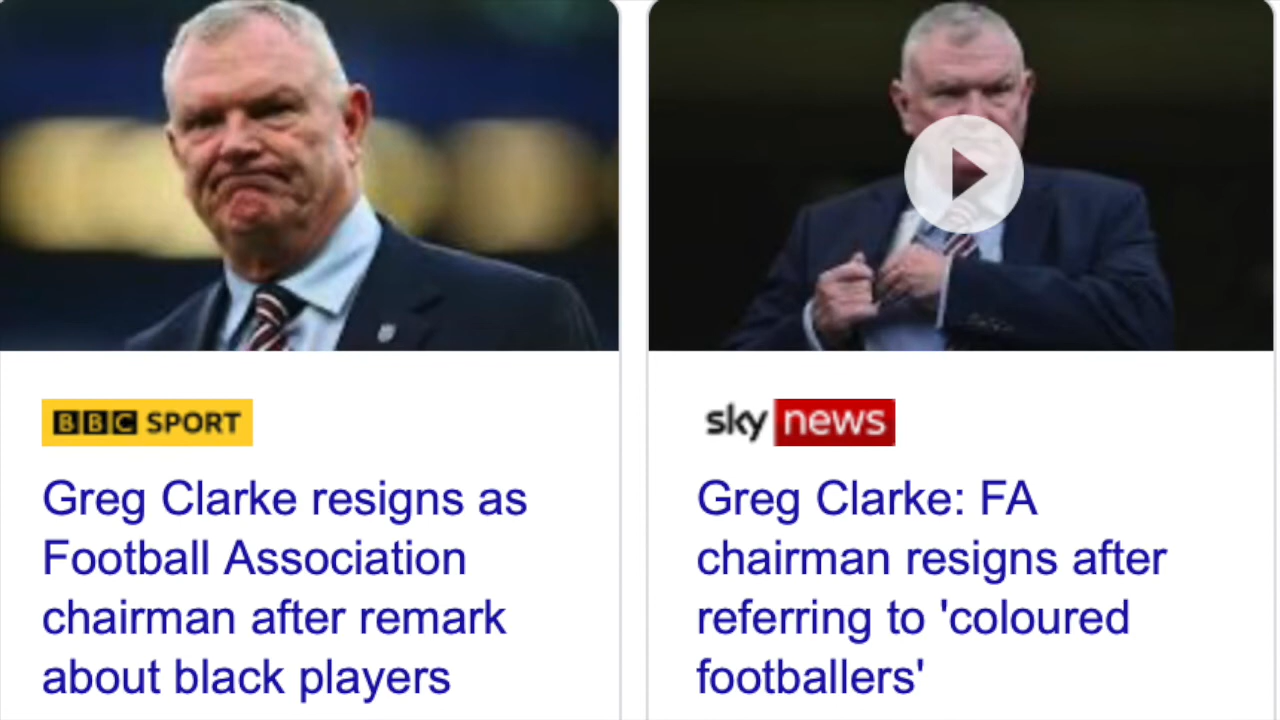 BBC SPORT
Greg Clarke resigns as
Football Association
chairman after remark
about black players
sky news
Greg Clarke: FA
chairman resigns after
referring to 'coloured
footballers'